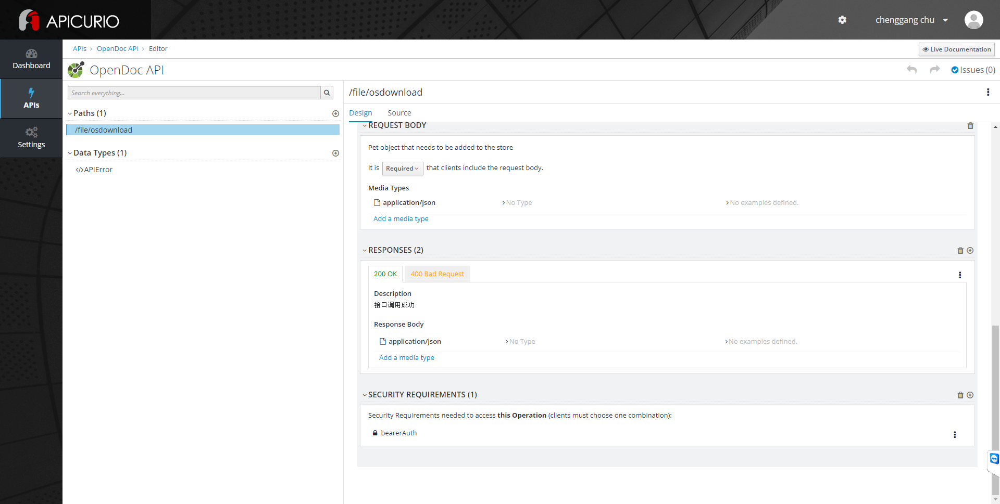 APICURIO
chenggang chu
Dashboard
APIs
Settings
APIs › OpenDoc API › Editor
Live Documentation
OpenDoc API
Issues (0)
Search everything...
Paths (1)
/file/osdownload
Data Types (1)
</>APIError
/file/osdownload
Design Source
REQUEST BODY
Pet object that needs to be added to the store
It is Required that clients include the request body.
Media Types
application/json No Type No examples defined.
Add a media type
RESPONSES (2)
200 OK 400 Bad Request
Description
接口调用成功
Response Body
application/json No Type No examples defined.
Add a media type
SECURITY REQUIREMENTS (1)
Security Requirements needed to access this Operation (clients must choose one combination):
bearerAuth